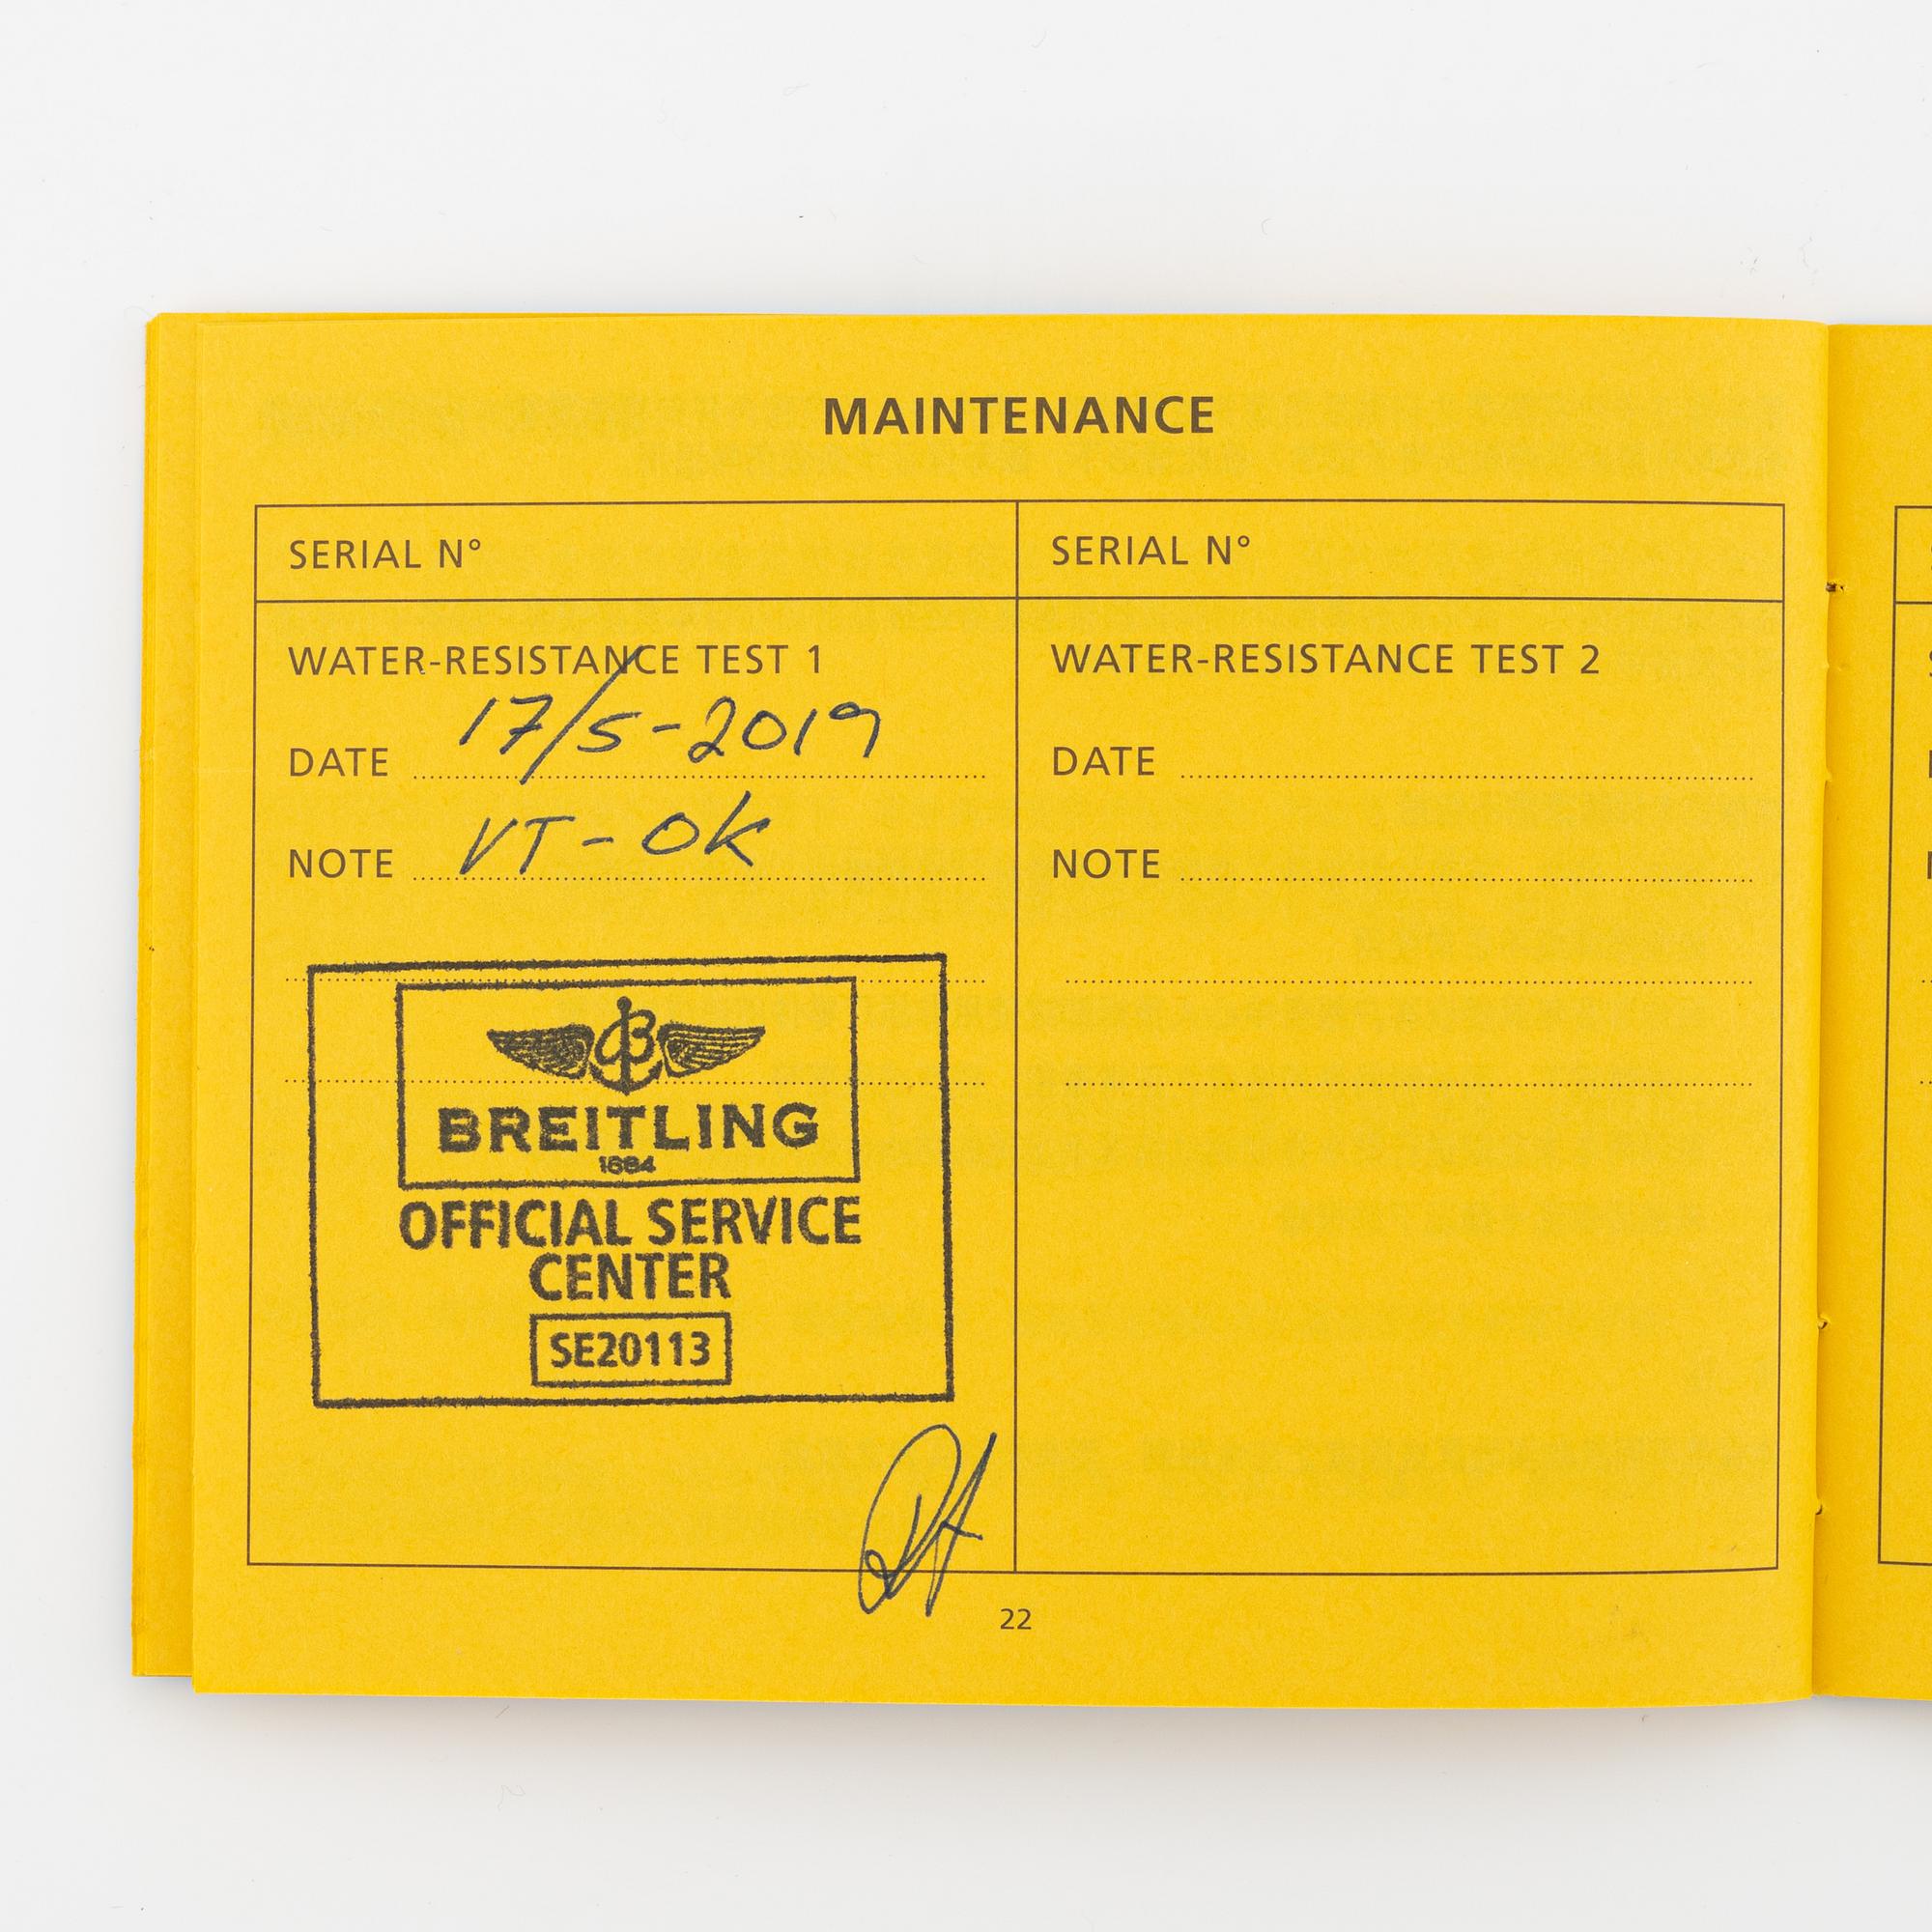 MAINTENANCE
SERIAL N°
WATER-RESISTANCE TEST 1
DATE 17/5-2019
NOTE VT-OK
BREITLING
1884
OFFICIAL SERVICE
CENTER
SE20113
SERIAL N°
WATER-RESISTANCE TEST 2
DATE
NOTE
22